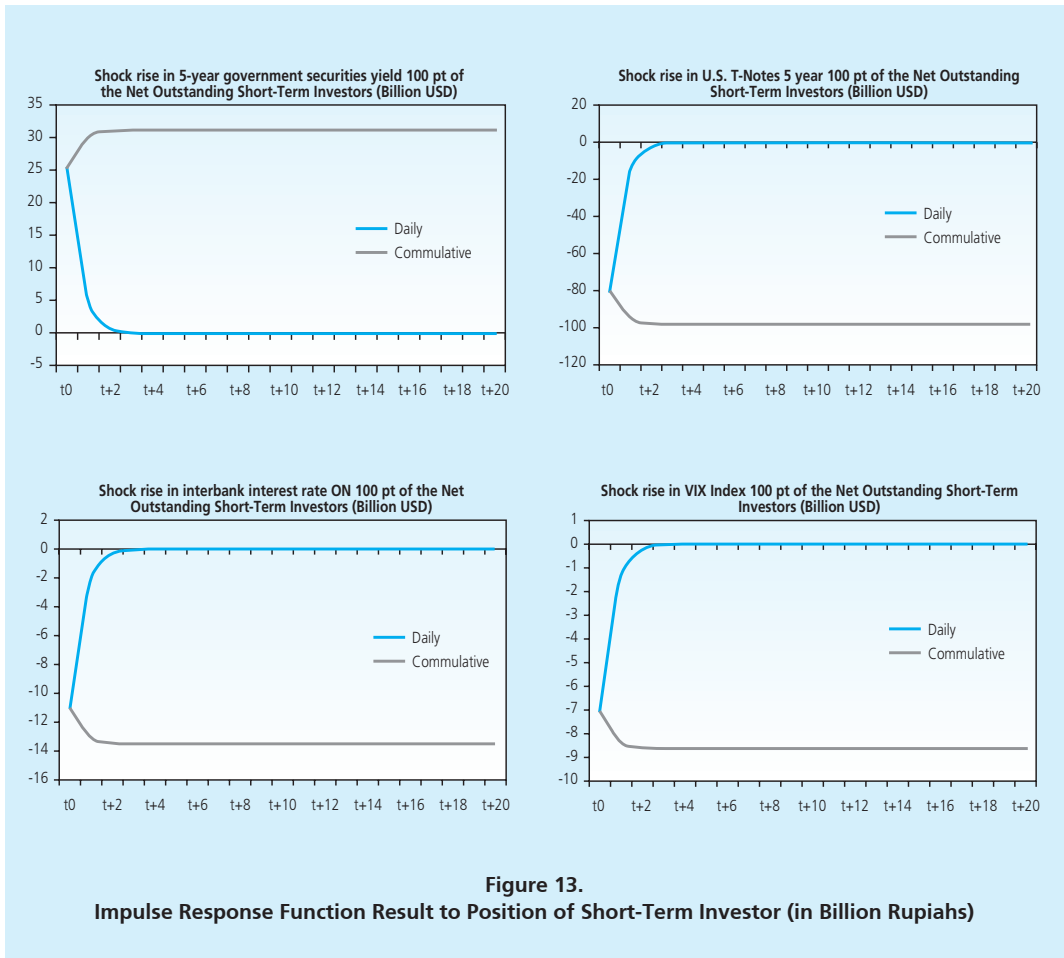 Shock rise in 5-year government securities yield 100 pt of
the Net Outstanding Short-Term Investors (Billion USD)
35
30
25
20
15
10
5
0
-5
Daily
Commulative
t0 t+2 t+4 t+6 t+8 t+10 t+12 t+14 t+16 t+18 t+20
Shock rise in U.S. T-Notes 5 year 100 pt of the Net Outstanding
Short-Term Investors (Billion USD)
20
0
-20
-40
-60
-80
-100
-120
Daily
Commulative
t0 t+2 t+4 t+6 t+8 t+10 t+12 t+14 t+16 t+18 t+20
Shock rise in interbank interest rate ON 100 pt of the Net
Outstanding Short-Term Investors (Billion USD)
2
0
-2
-4
-6
-8
-10
-12
-14
-16
Daily
Commulative
t0 t+2 t+4 t+6 t+8 t+10 t+12 t+14 t+16 t+18 t+20
Shock rise in VIX Index 100 pt of the Net Outstanding Short-Term
Investors (Billion USD)
1
0
-1
-2
-3
-4
-5
-6
-7
-8
-9
-10
Daily
Commulative
t0 t+2 t+4 t+6 t+8 t+10 t+12 t+14 t+16 t+18 t+20
Figure 13.
Impulse Response Function Result to Position of Short-Term Investor (in Billion Rupiahs)